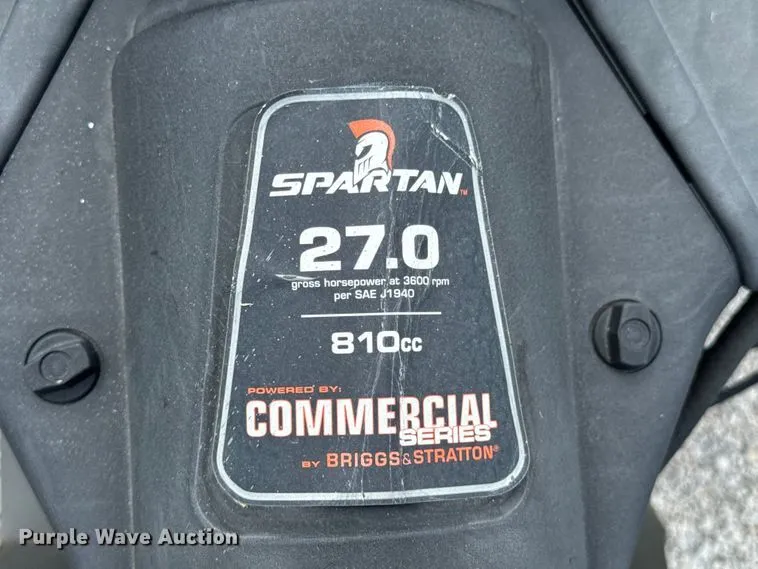 SPARTAN™
27.0
gross horsepower at 3600 rpm
per SAE J1940
810cc
POWERED BY:
COMMERCIAL
SERIES
BY BRIGGS&STRATTON®
Purple Wave Auction